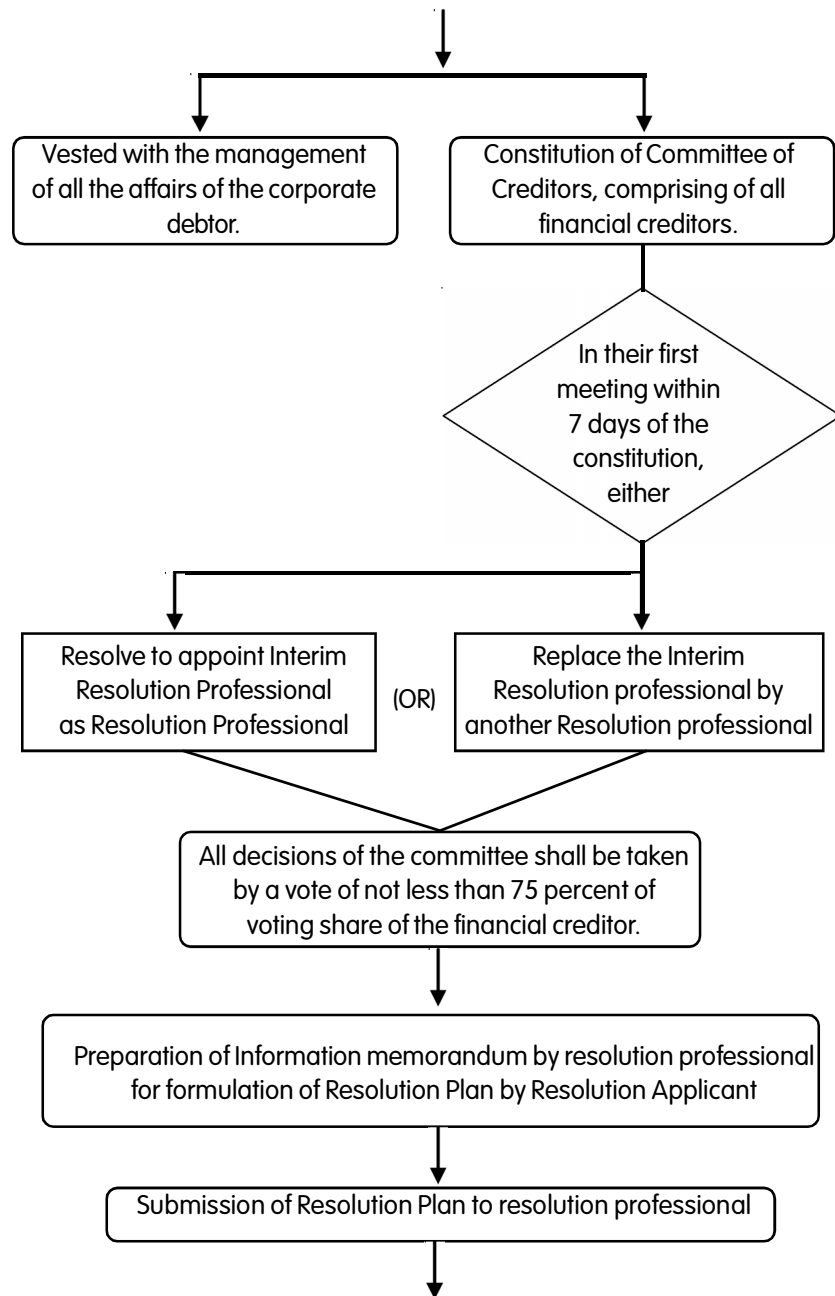 Vested with the management
of all the affairs of the corporate
debtor.
Constitution of Committee of
Creditors, comprising of all
financial creditors.
In their first
meeting within
7 days of the
constitution,
either
Resolve to appoint Interim
Resolution Professional
as Resolution Professional
(OR)
Replace the Interim
Resolution professional by
another Resolution professional
All decisions of the committee shall be taken
by a vote of not less than 75 percent of
voting share of the financial creditor.
Preparation of Information memorandum by resolution professional
for formulation of Resolution Plan by Resolution Applicant
Submission of Resolution Plan to resolution professional